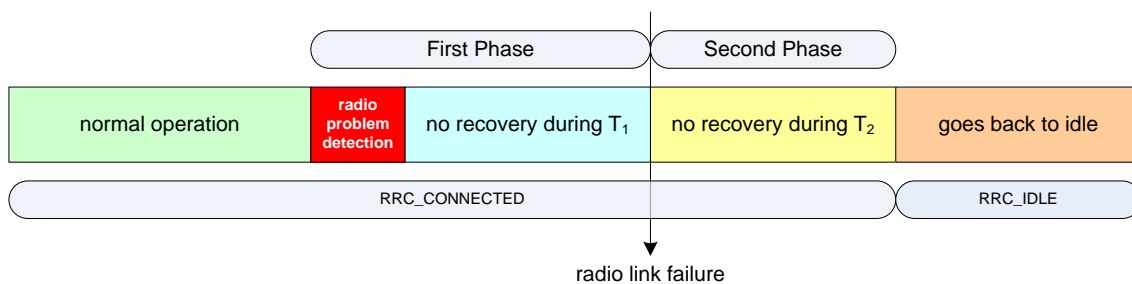 First Phase
Second Phase
normal operation
radio
problem
detection
no recovery during T₁
no recovery during T₂
goes back to idle
RRC_CONNECTED
RRC_IDLE
radio link failure